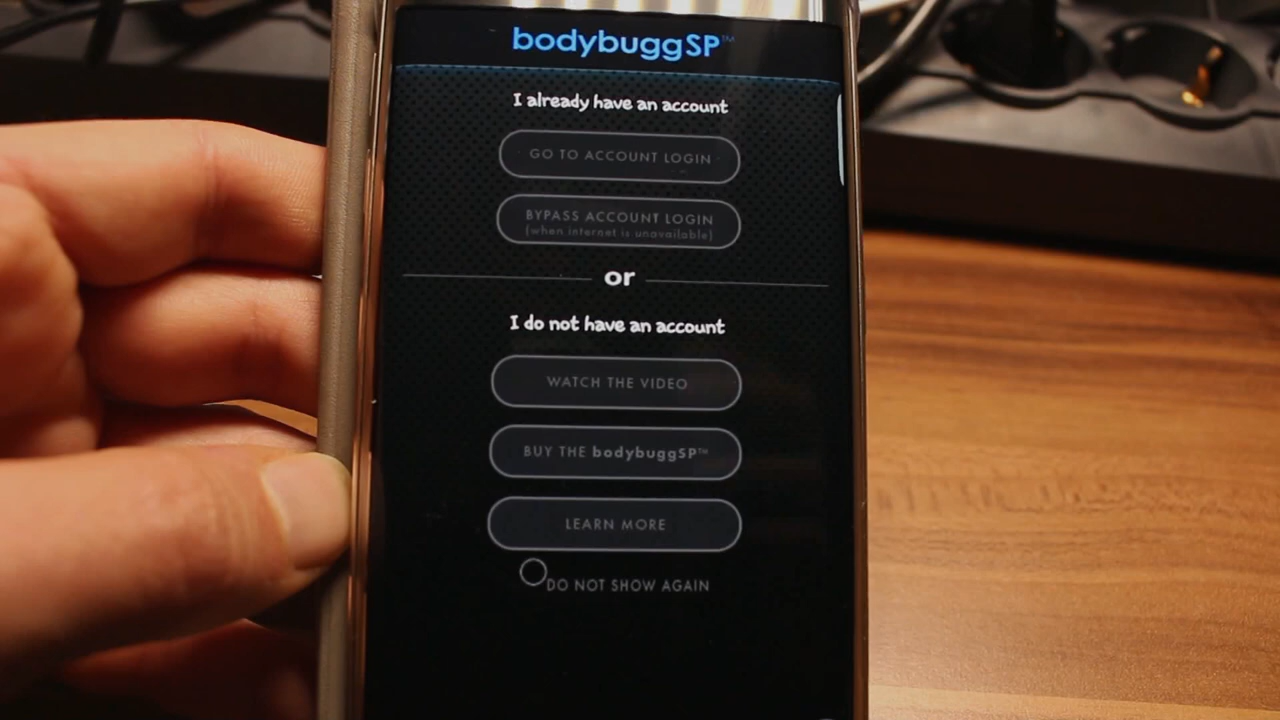 bodybuggSP™
I already have an account
GO TO ACCOUNT LOGIN
BYPASS ACCOUNT LOGIN
(when internet is unavailable)
or
I do not have an account
WATCH THE VIDEO
BUY THE bodybuggSP™
LEARN MORE
DO NOT SHOW AGAIN